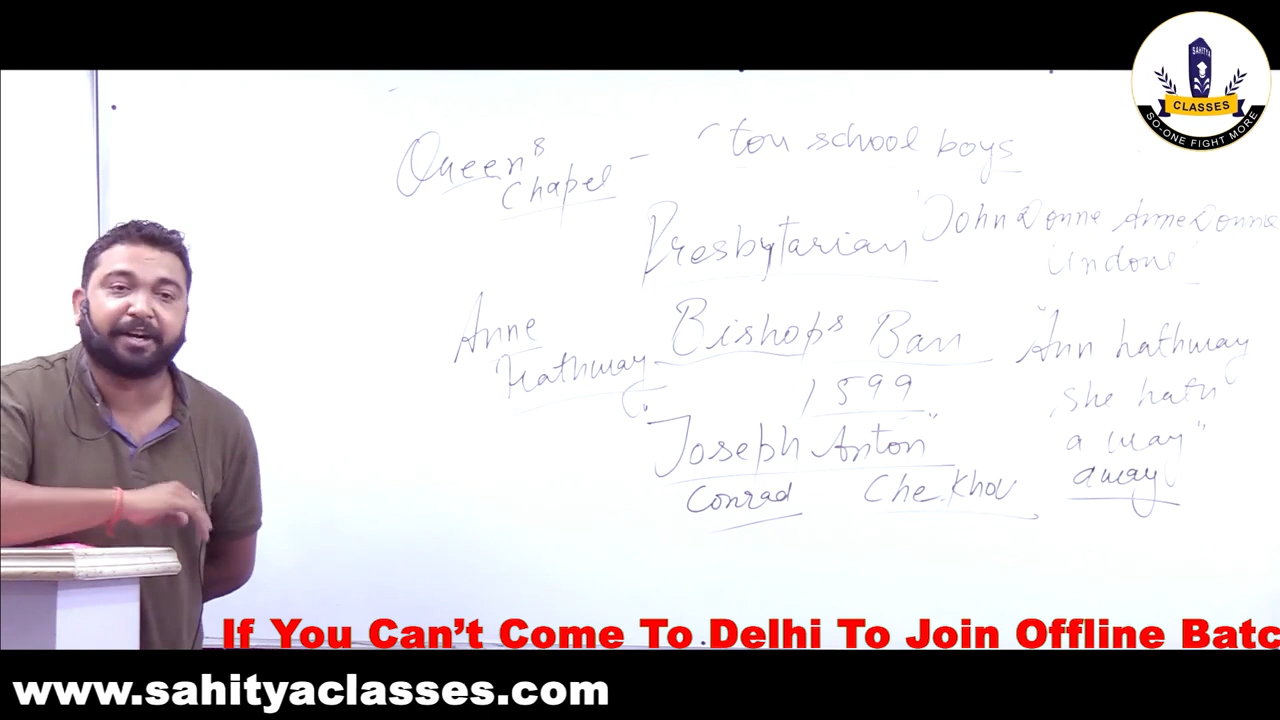 SAHITYA
CLASSES
SO-ONE FIGHT MORE
Queen's Chapel - "ton school boys
Presbytarian
'John Donne Anne Donne
Undone'
Anne
Hathway
Bishop's Ban
1599
"Ann hathway
she hath
a way"
away
"Joseph Anton"
Conrad Chekhov
If You Can't Come To Delhi To Join Offline Batc
www.sahityaclasses.com